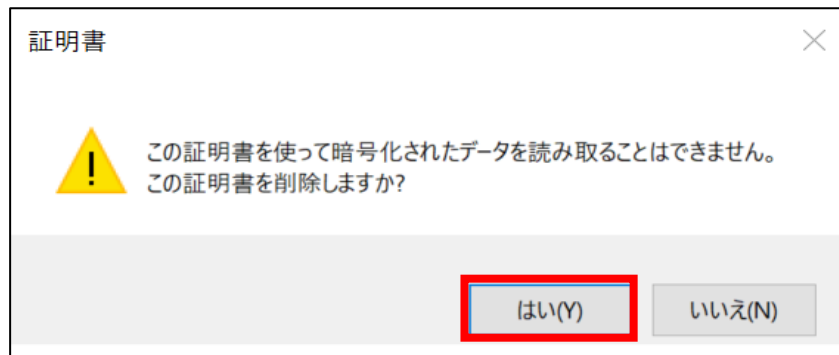 証明書
この証明書を使って暗号化されたデータを読み取ることはできません。
この証明書を削除しますか?
はい(Y)
いいえ(N)